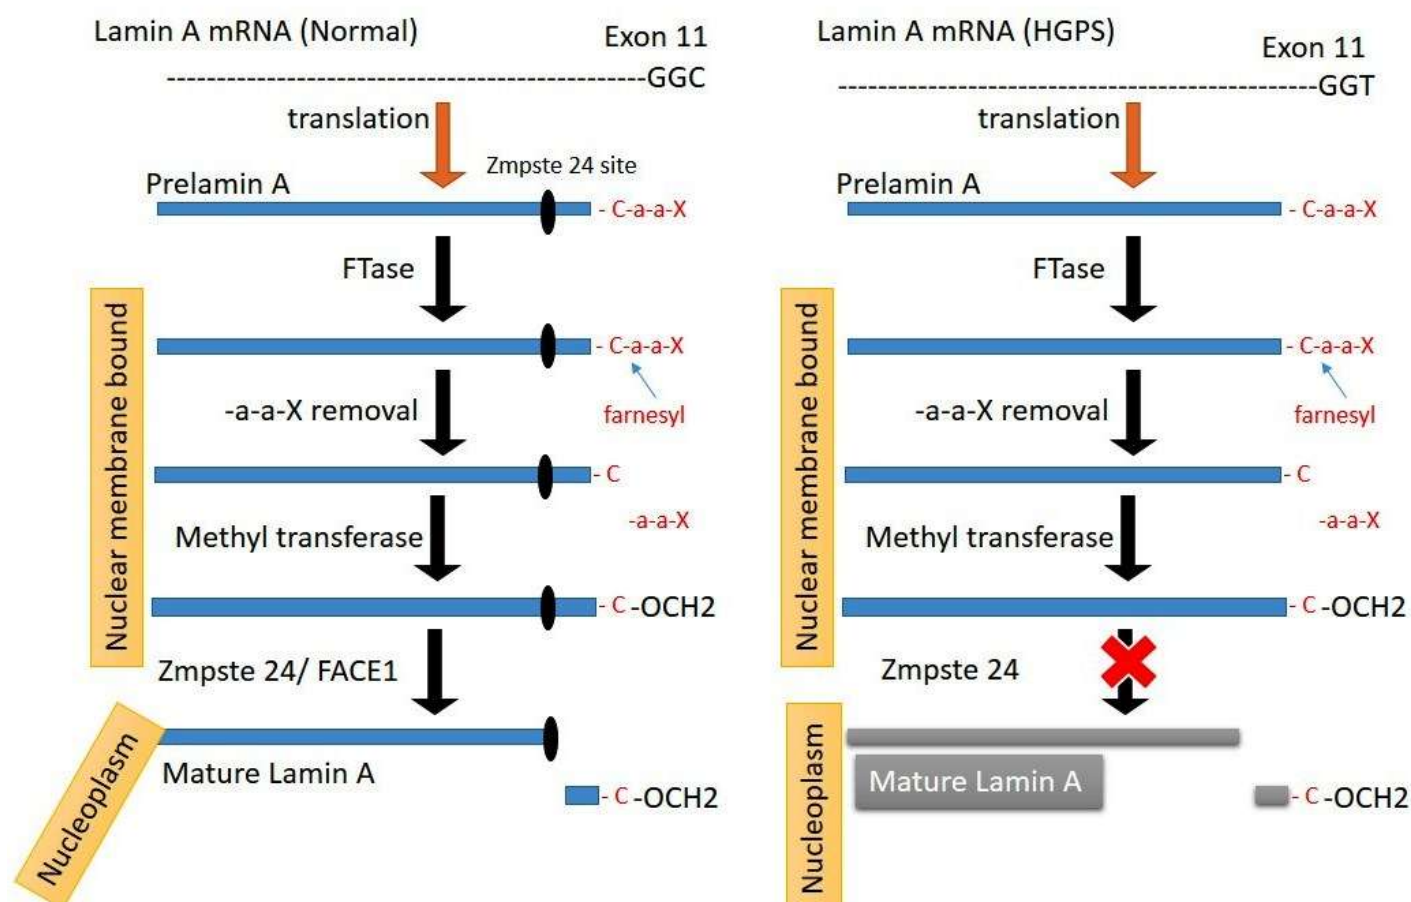 Lamin A mRNA (Normal)
Exon 11
-----------------------------------------GGC
translation
Zmpste 24 site
Prelamin A
- C-a-a-X
FTase
Nuclear membrane bound
- C-a-a-X
-a-a-X removal
farnesyl
- C
-a-a-X
Methyl transferase
- C -OCH2
Zmpste 24/ FACE1
Nucleoplasm
Mature Lamin A
- C -OCH2
Lamin A mRNA (HGPS)
Exon 11
-----------------------------------------GGT
translation
Prelamin A
- C-a-a-X
FTase
Nuclear membrane bound
- C-a-a-X
-a-a-X removal
farnesyl
- C
-a-a-X
Methyl transferase
- C -OCH2
Zmpste 24
Nucleoplasm
Mature Lamin A
- C -OCH2